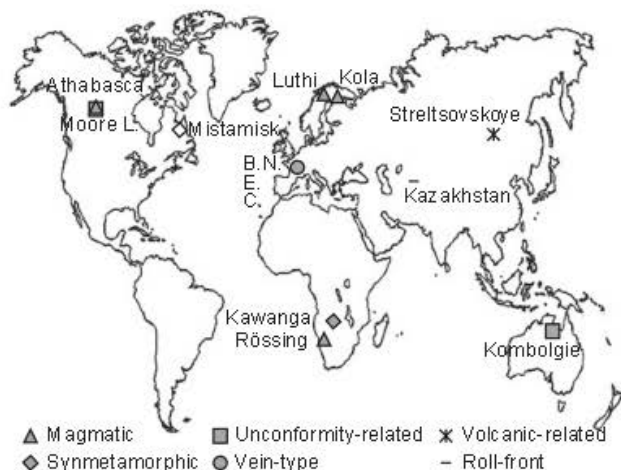 Athabasca
Moore L.
Mistamisk
Luthi
Kola
Streltsovskoye
B.N.
E.
C.
Kazakhstan
Kawanga
Rössing
Kombolgie
Magmatic
Unconformity-related
Volcanic-related
Synmetamorphic
Vein-type
Roll-front